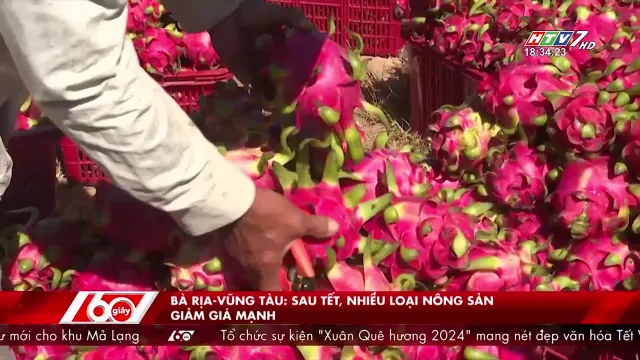 HTV7 HD
18:34:23
60 giây
BÀ RỊA-VŨNG TÀU: SAU TẾT, NHIỀU LOẠI NÔNG SẢN
GIẢM GIÁ MẠNH
mới cho khu Mả Lạng 60 Tổ chức sự kiện "Xuân Quê hương 2024" mang nét đẹp văn hóa Tết